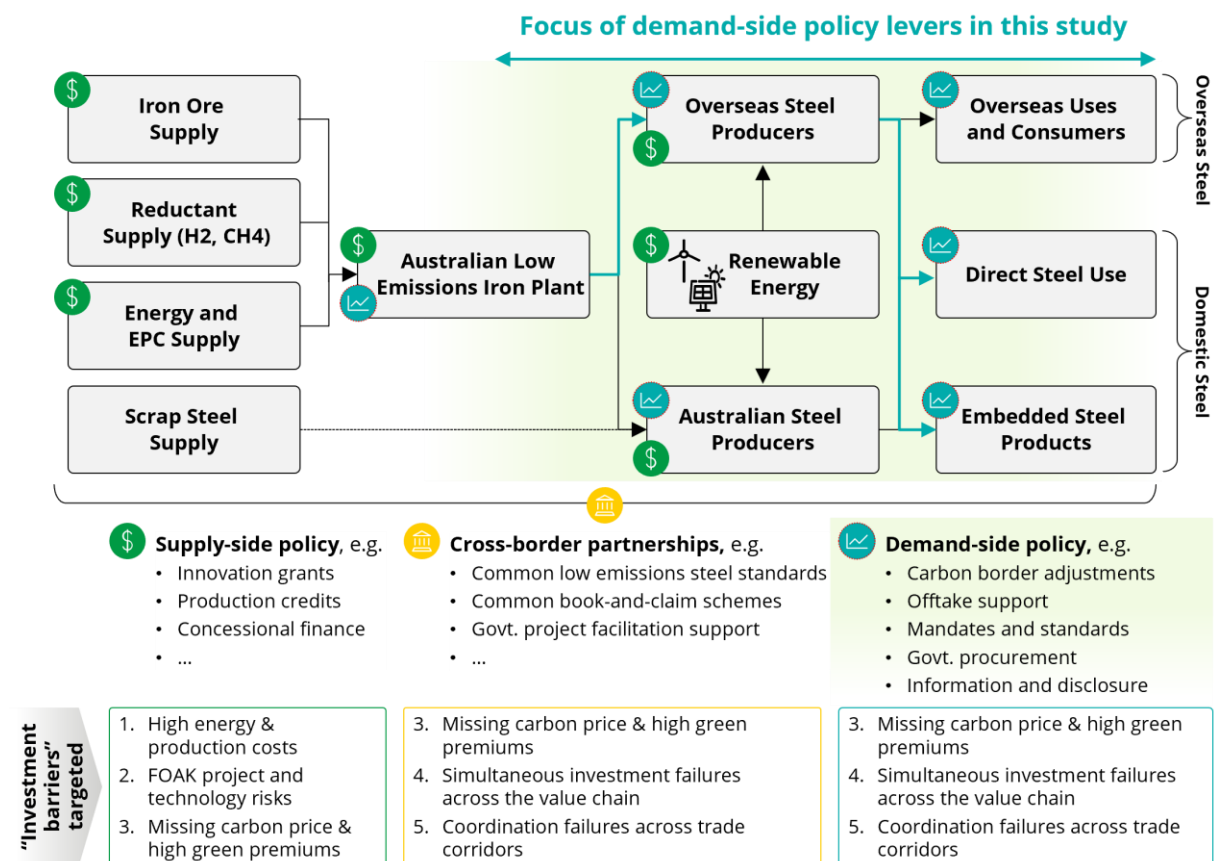 Focus of demand-side policy levers in this study
Iron Ore
Supply
Overseas Steel
Producers
Overseas Uses
and Consumers
Overseas Steel
Reductant
Supply (H2, CH4)
Australian Low
Emissions Iron Plant
Renewable
Energy
Direct Steel Use
Energy and
EPC Supply
Domestic Steel
Scrap Steel
Supply
Australian Steel
Producers
Embedded Steel
Products
$ Supply-side policy, e.g.
• Innovation grants
• Production credits
• Concessional finance
• ...
Cross-border partnerships, e.g.
• Common low emissions steel standards
• Common book-and-claim schemes
• Govt. project facilitation support
• ...
Demand-side policy, e.g.
• Carbon border adjustments
• Offtake support
• Mandates and standards
• Govt. procurement
• Information and disclosure
"Investment
barriers"
targeted
1. High energy &
production costs
2. FOAK project and
technology risks
3. Missing carbon price &
high green premiums
3. Missing carbon price & high green
premiums
4. Simultaneous investment failures
across the value chain
5. Coordination failures across trade
corridors
3. Missing carbon price & high green
premiums
4. Simultaneous investment failures
across the value chain
5. Coordination failures across trade
corridors